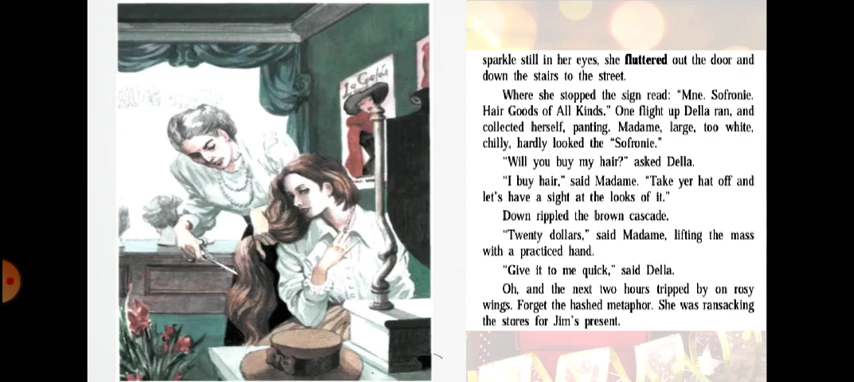 La Gaîté
sparkle still in her eyes, she fluttered out the door and
down the stairs to the street.
Where she stopped the sign read: "Mne. Sofronie.
Hair Goods of All Kinds." One flight up Della ran, and
collected herself, panting. Madame, large, too white,
chilly, hardly looked the "Sofronie."
"Will you buy my hair?" asked Della.
"I buy hair," said Madame. "Take yer hat off and
let's have a sight at the looks of it."
Down rippled the brown cascade.
"Twenty dollars," said Madame, lifting the mass
with a practiced hand.
"Give it to me quick," said Della.
Oh, and the next two hours tripped by on rosy
wings. Forget the hashed metaphor. She was ransacking
the stores for Jim's present.